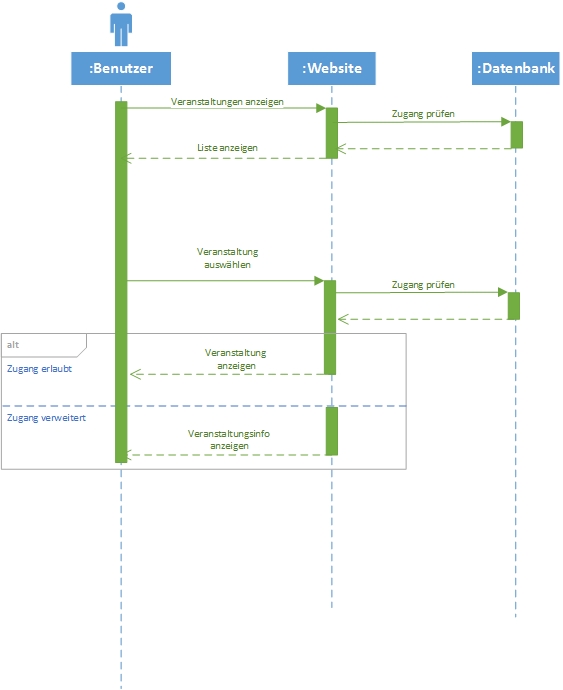 :Benutzer
:Website
:Datenbank
Veranstaltungen anzeigen
Zugang prüfen
Liste anzeigen
Veranstaltung
auswählen
Zugang prüfen
alt
Zugang erlaubt
Veranstaltung
anzeigen
Zugang verweitert
Veranstaltungsinfo
anzeigen